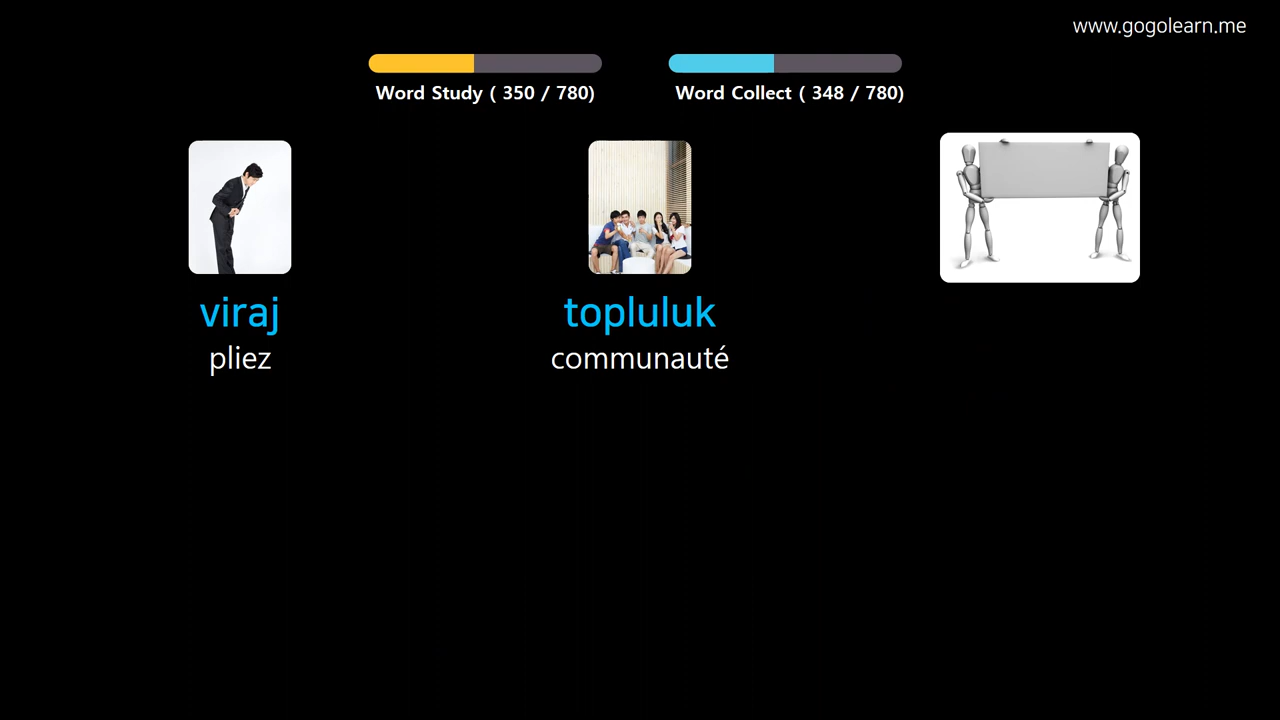 www.gogolearn.me
Word Study ( 350 / 780)
Word Collect ( 348 / 780)
viraj
topluluk
pliez
communauté